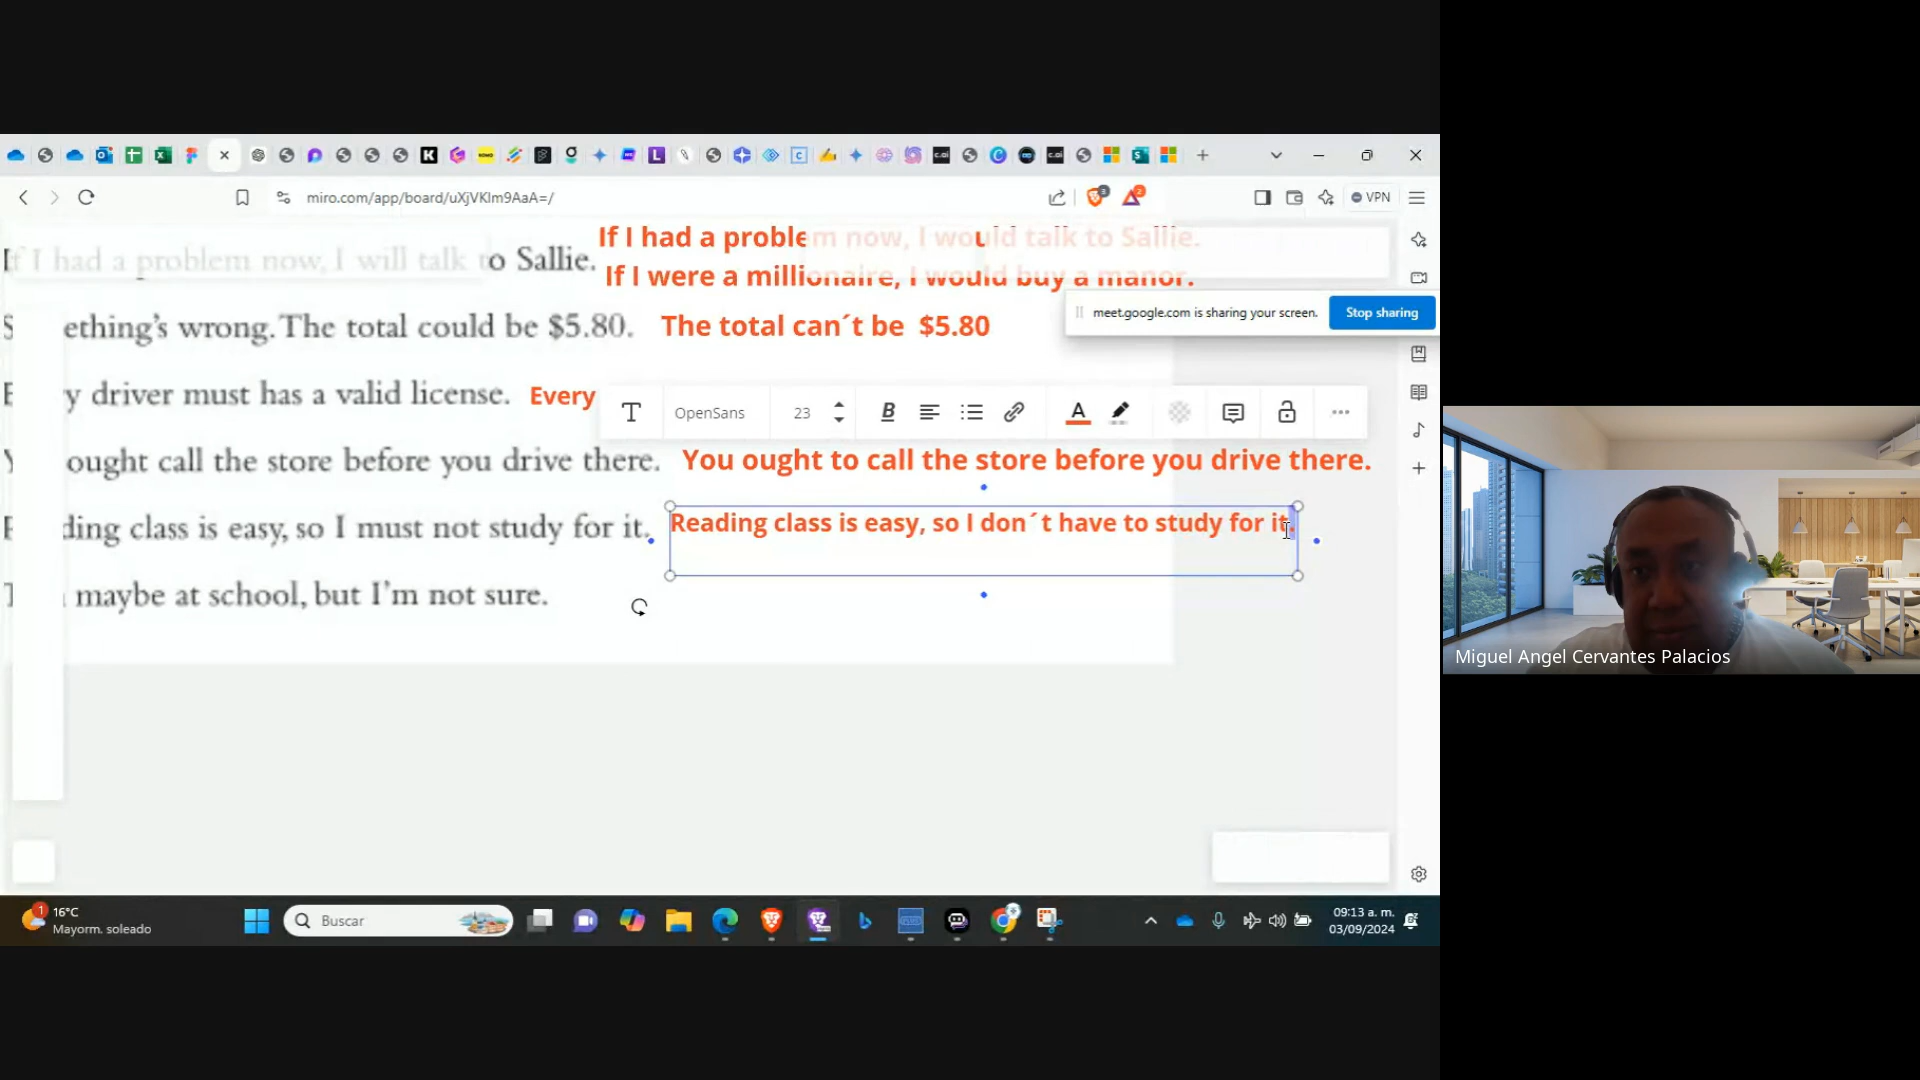 miro.com/app/board/uXjVKlm9AaA=/
VPN
If I had a problem now, I would talk to Sallie.
If I had a problem now, I will talk to Sallie.
If I were a millionaire, I would buy a manor.
meet.google.com is sharing your screen.
Stop sharing
ething's wrong. The total could be $5.80.
The total can´t be $5.80
y driver must has a valid license.
Every
OpenSans
23
ought call the store before you drive there.
You ought to call the store before you drive there.
ding class is easy, so I must not study for it.
Reading class is easy, so I don´t have to study for it.
maybe at school, but I'm not sure.
Miguel Angel Cervantes Palacios
16°C
Mayorm. soleado
Buscar
09:13 a. m.
03/09/2024